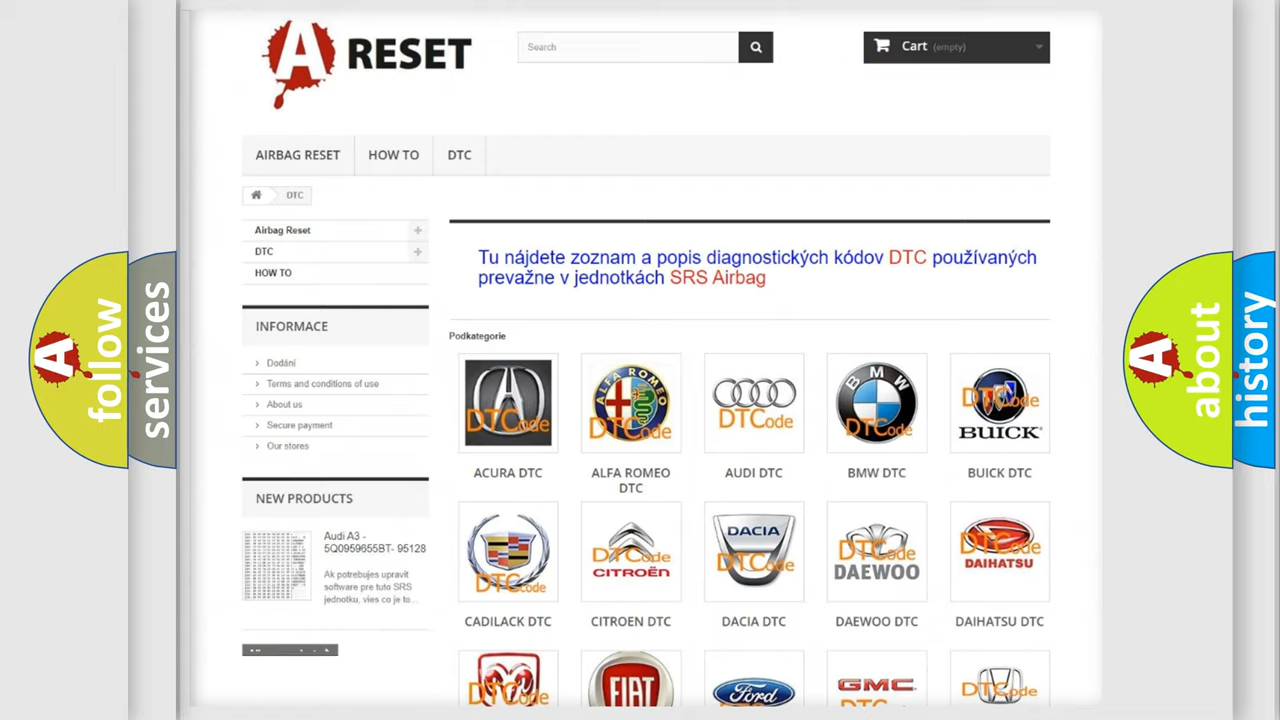 A RESET
Search
Cart (empty)
AIRBAG RESET
HOW TO
DTC
DTC
Airbag Reset
DTC
HOW TO
Tu nájdete zoznam a popis diagnostických kódov DTC používaných
prevažne v jednotkách SRS Airbag
INFORMACE
Dodání
Terms and conditions of use
About us
Secure payment
Our stores
Podkategorie
DTCode
ALFA ROMEO
DTCode
DTCode
BMW
DTCode
DTCode
BUICK
ACURA DTC
ALFA ROMEO
DTC
AUDI DTC
BMW DTC
BUICK DTC
NEW PRODUCTS
Audi A3 -
5Q0959655BT- 95128
Ak potrebujes upravit
software pre tuto SRS
jednotku, vies co je to...
DTCode
DTCode
CITROËN
DACIA
DTCode
DTCode
DAEWOO
DTCode
DAIHATSU
CADILACK DTC
CITROEN DTC
DACIA DTC
DAEWOO DTC
DAIHATSU DTC
DTCode
FIAT
Ford
GMC
DTCode
A follow
services
A about
history